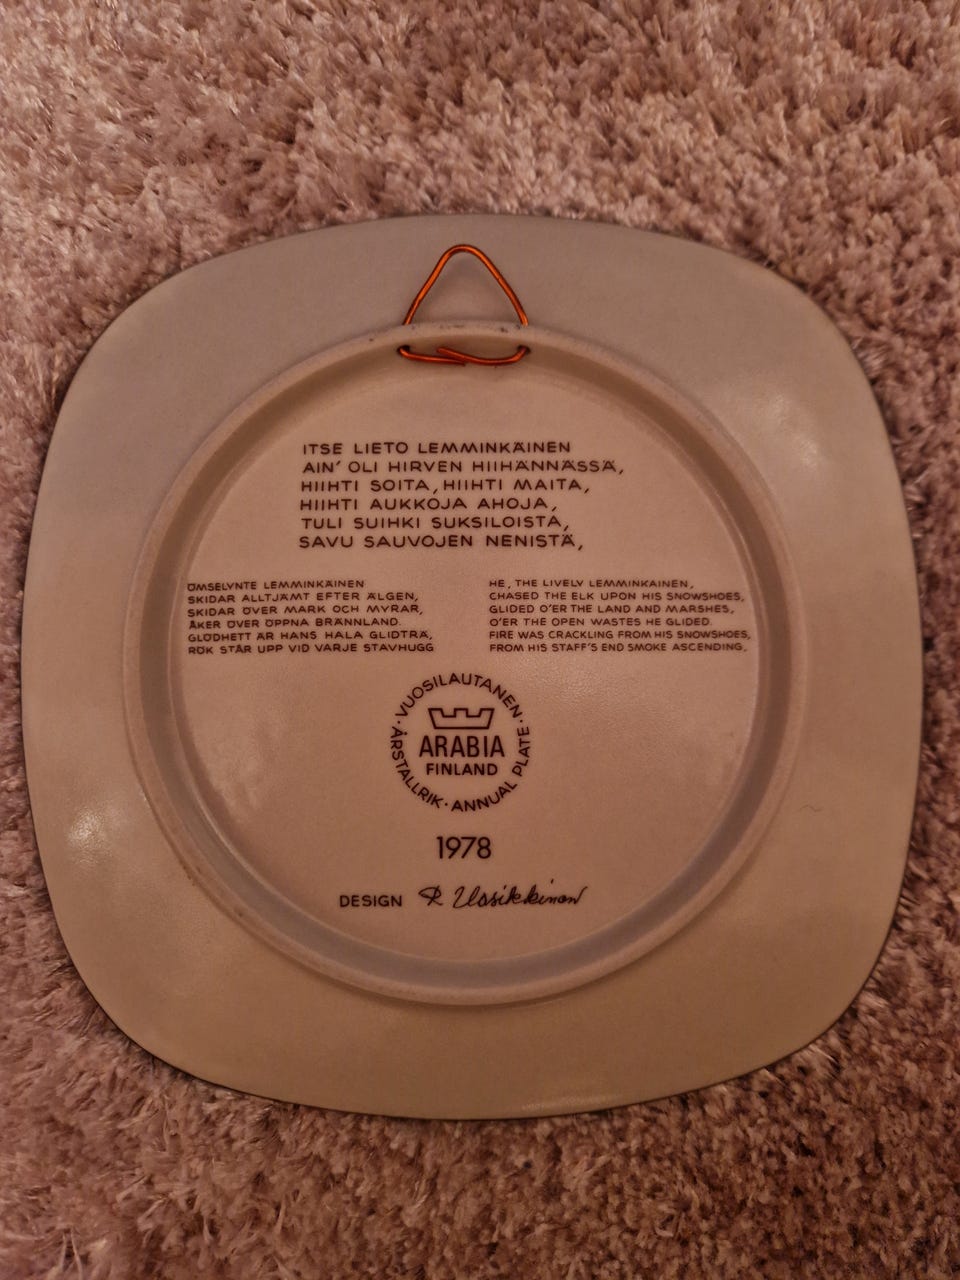 ITSE LIETO LEMMINKÄINEN
AIN' OLI HIRVEN HIIHÄNNÄSSÄ,
HIIHTI SOITA, HIIHTI MAITA,
HIIHTI AUKKOJA AHOJA,
TULI SUIHKI SUKSILOISTA,
SAVU SAUVOJEN NENISTÄ,
ÖMSELYNTE LEMMINKÄINEN
SKIDAR ALLTJÄMT EFTER ÄLGEN,
SKIDAR ÖVER MARK OCH MYRAR,
ÅKER ÖVER ÖPPNA BRÄNNLAND.
GLÖDHETT ÄR HANS HALA GLIDTRÄ,
RÖK STÅR UPP VID VARJE STAVHUGG
HE, THE LIVELY LEMMINKAINEN,
CHASED THE ELK UPON HIS SNOWSHOES,
GLIDED O'ER THE LAND AND MARSHES,
O'ER THE OPEN WASTES HE GLIDED.
FIRE WAS CRACKLING FROM HIS SNOWSHOES,
FROM HIS STAFF'S END SMOKE ASCENDING.
VUOSILAUTANEN · ÅRSTALLRIK · ANNUAL PLATE ·
ARABIA
FINLAND
1978
DESIGN R. Uosikkinen